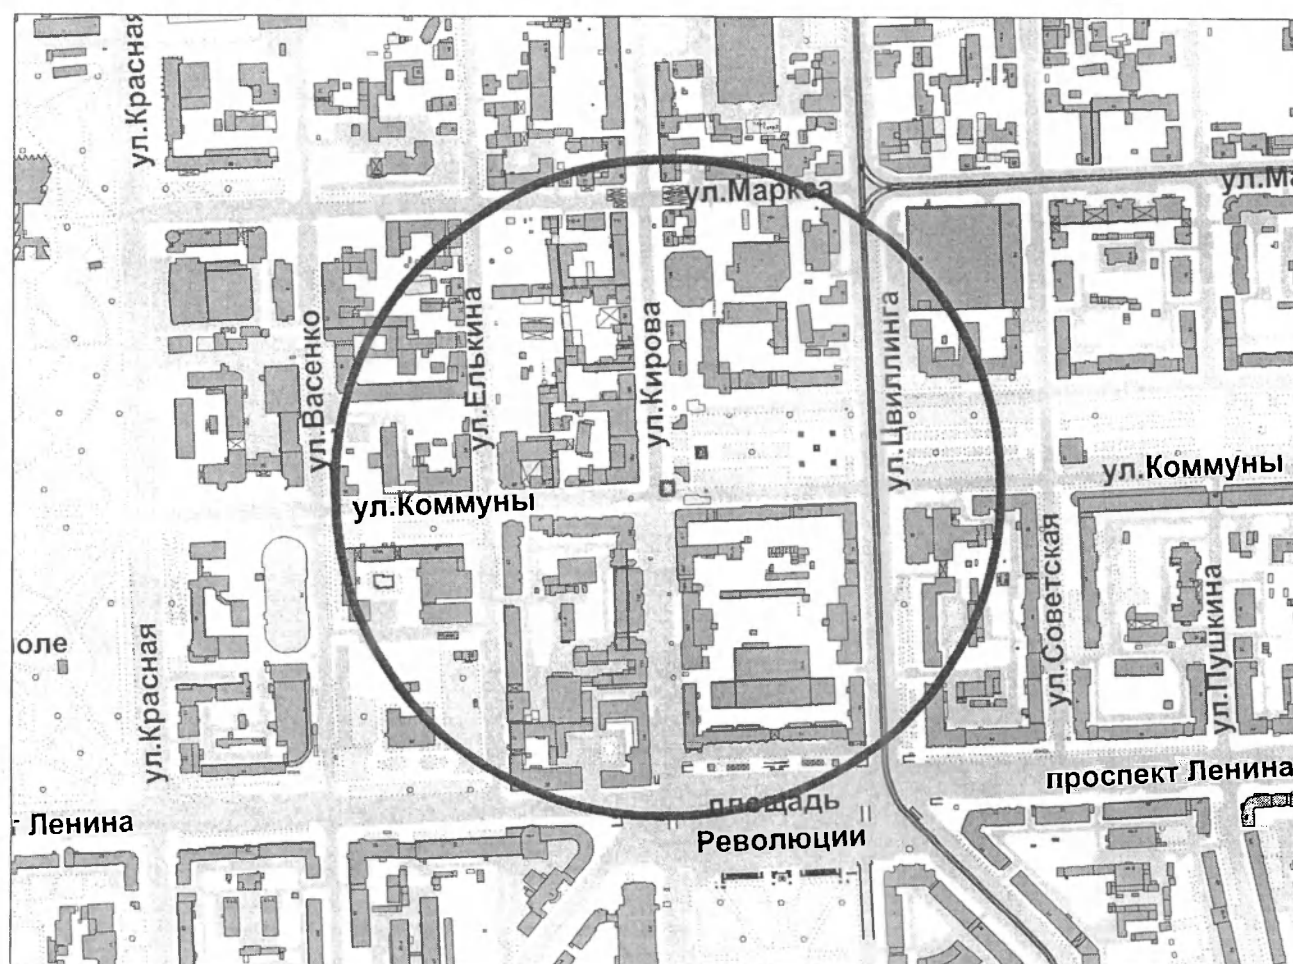 ул.Красная
ул.Маркса
ул.Ма
ул.Васенко
ул.Елькина
ул.Кирова
ул.Цвиллинга
ул.Коммуны
ул.Коммуны
ул.Советская
ул.Пушкина
поле
ул.Красная
проспект Ленина
т Ленина
площадь
Революции